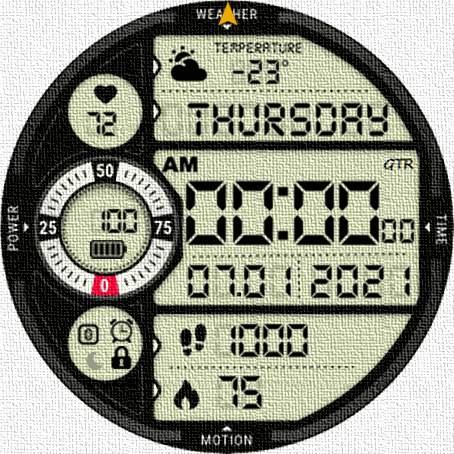 WEATHER
TEMPERATURE
-23°
72
THURSDAY
AM
GTR
00:00 00
50
25
100
75
0
POWER
TIME
07.01 2021
0
1000
75
MOTION